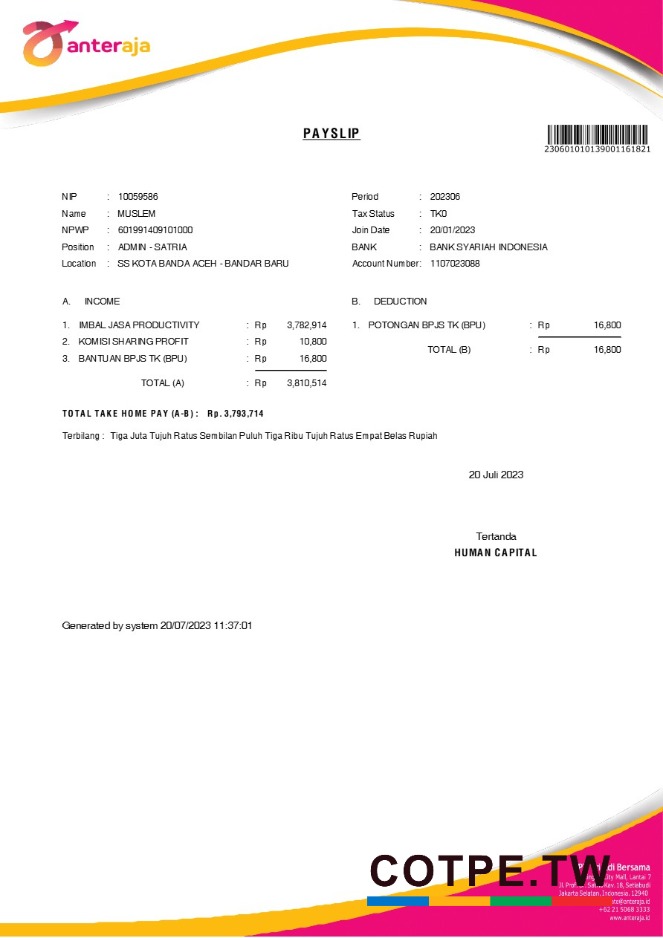 anteraja
PAYSLIP
230601010139001161821
NIP : 10059586
Name : MUSLEM
NPWP : 601991409101000
Position : ADMIN - SATRIA
Location : SS KOTA BANDA ACEH - BANDAR BARU
Period : 202306
Tax Status : TK0
Join Date : 20/01/2023
BANK : BANK SYARIAH INDONESIA
Account Number: 1107023088
A. INCOME
1. IMBAL JASA PRODUCTIVITY : Rp 3,782,914
2. KOMISI SHARING PROFIT : Rp 10,800
3. BANTUAN BPJS TK (BPU) : Rp 16,800
TOTAL (A) : Rp 3,810,514
B. DEDUCTION
1. POTONGAN BPJS TK (BPU) : Rp 16,800
TOTAL (B) : Rp 16,800
TOTAL TAKE HOME PAY (A-B) : Rp. 3,793,714
Terbilang : Tiga Juta Tujuh Ratus Sembilan Puluh Tiga Ribu Tujuh Ratus Empat Belas Rupiah
20 Juli 2023
Tertanda
HUMAN CAPITAL
Generated by system 20/07/2023 11:37:01
COTPE.TW
Bersama
City Mall, Lantai 7
Kav. 18, Setiabudi
Jakarta Selatan, Indonesia, 12940
@anteraja.id
+62 21 5068 3333
www.anteraja.id